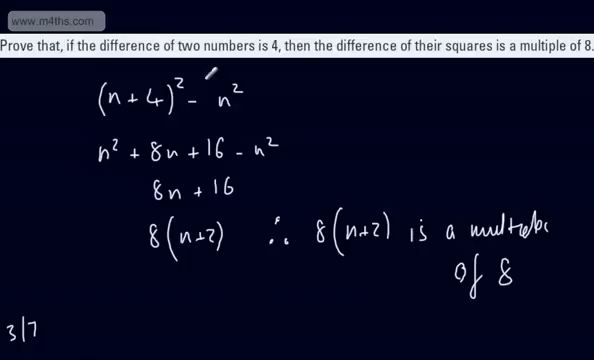 www.m4ths.com
Prove that, if the difference of two numbers is 4, then the difference of their squares is a multiple of 8.
(n + 4)² - n²
n² + 8n + 16 - n²
8n + 16
8(n+2) ∴ 8(n+2) is a multiple
of 8
3/7